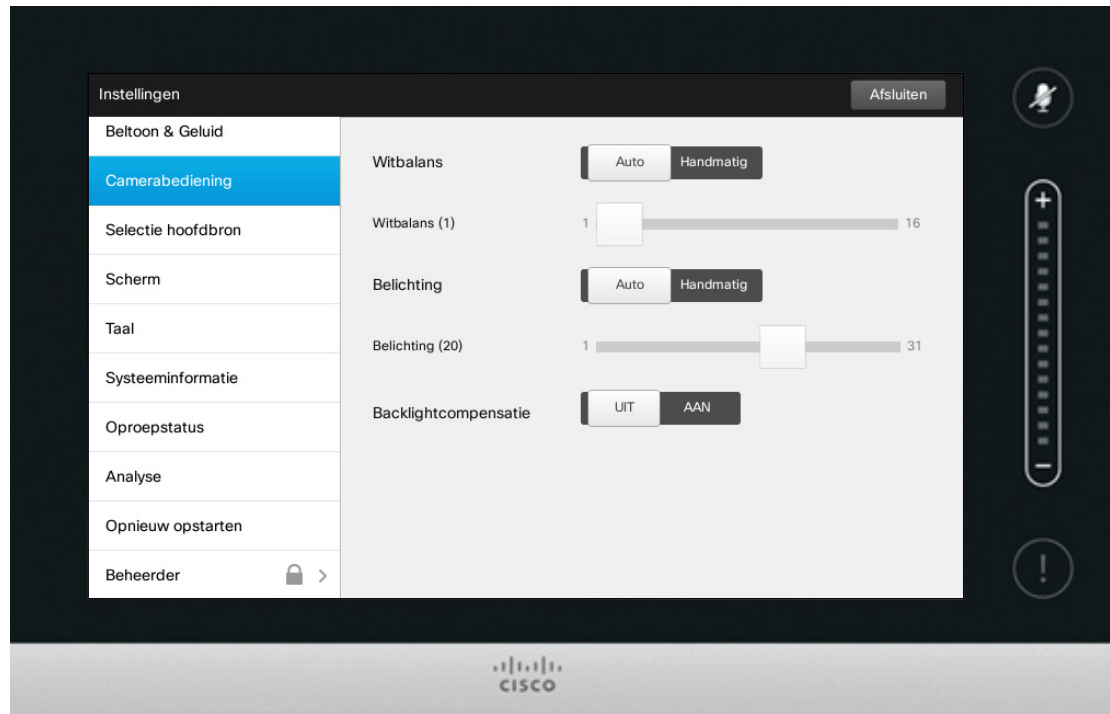 Instellingen
Afsluiten
Beltoon & Geluid
Camerabediening
Selectie hoofdbron
Scherm
Taal
Systeeminformatie
Oproepstatus
Analyse
Opnieuw opstarten
Beheerder
Witbalans Auto Handmatig
Witbalans (1) 1 16
Belichting Auto Handmatig
Belichting (20) 1 31
Backlightcompensatie UIT AAN
+
−
!
CISCO